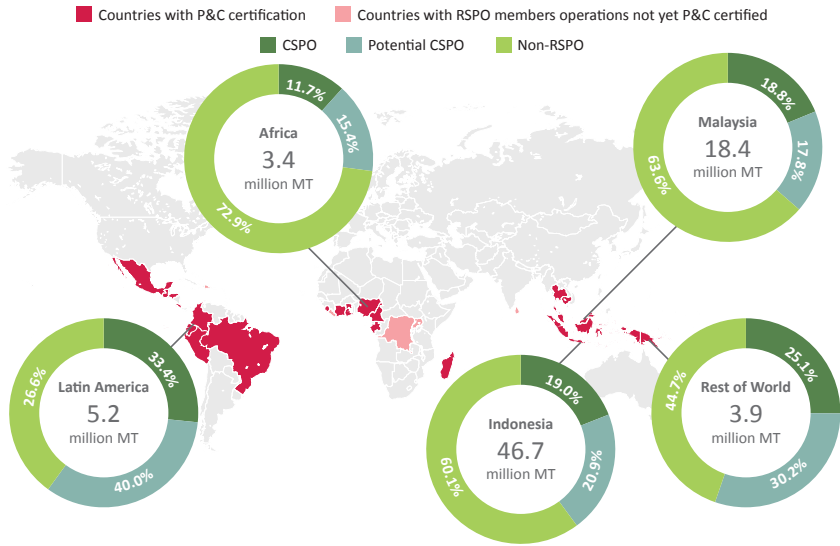 Countries with P&C certification
Countries with RSPO members operations not yet P&C certified
CSPO
Potential CSPO
Non-RSPO
11.7%
15.4%
72.9%
Africa
3.4
million MT
18.8%
17.8%
63.6%
Malaysia
18.4
million MT
33.4%
40.0%
26.6%
Latin America
5.2
million MT
19.0%
20.9%
60.1%
Indonesia
46.7
million MT
25.1%
30.2%
44.7%
Rest of World
3.9
million MT